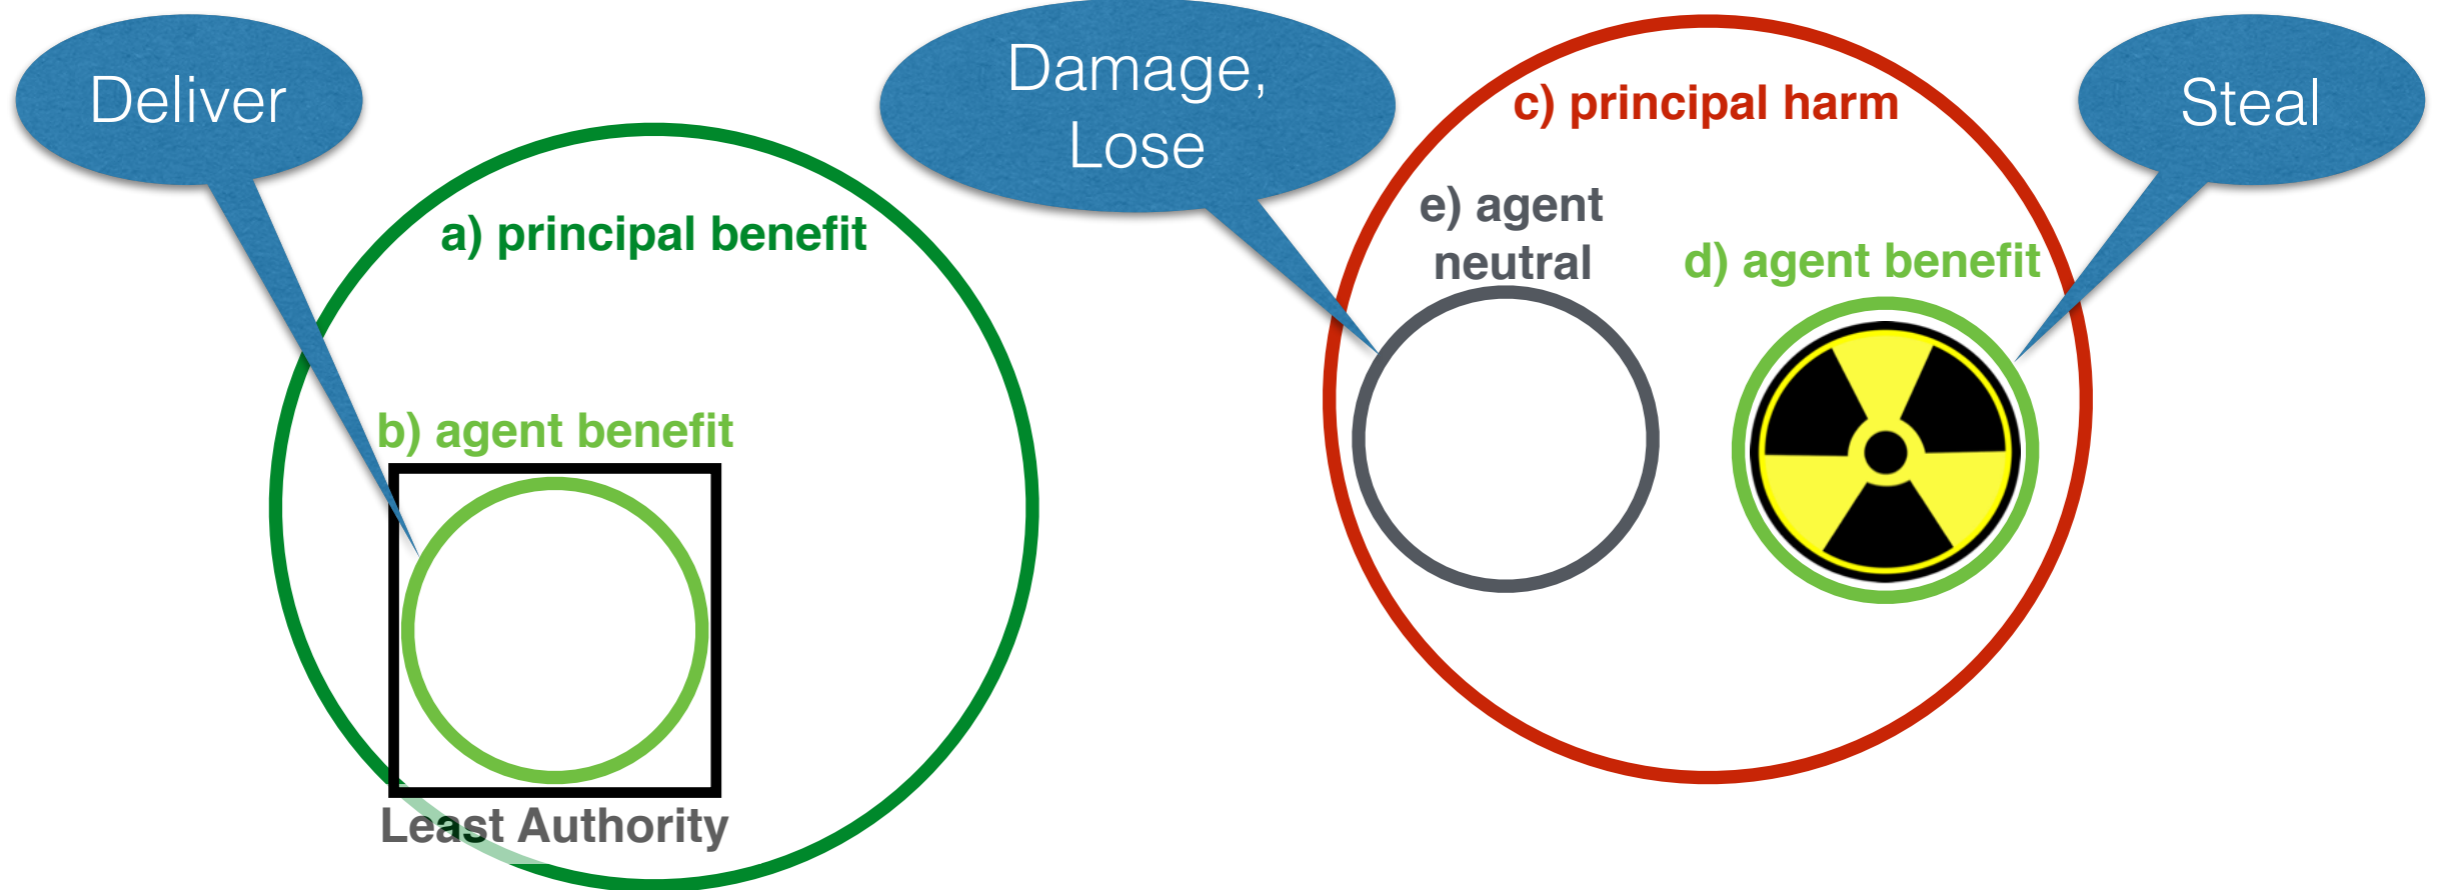 Deliver
Damage,
Lose
Steal
c) principal harm
a) principal benefit
e) agent
neutral
d) agent benefit
b) agent benefit
Least Authority